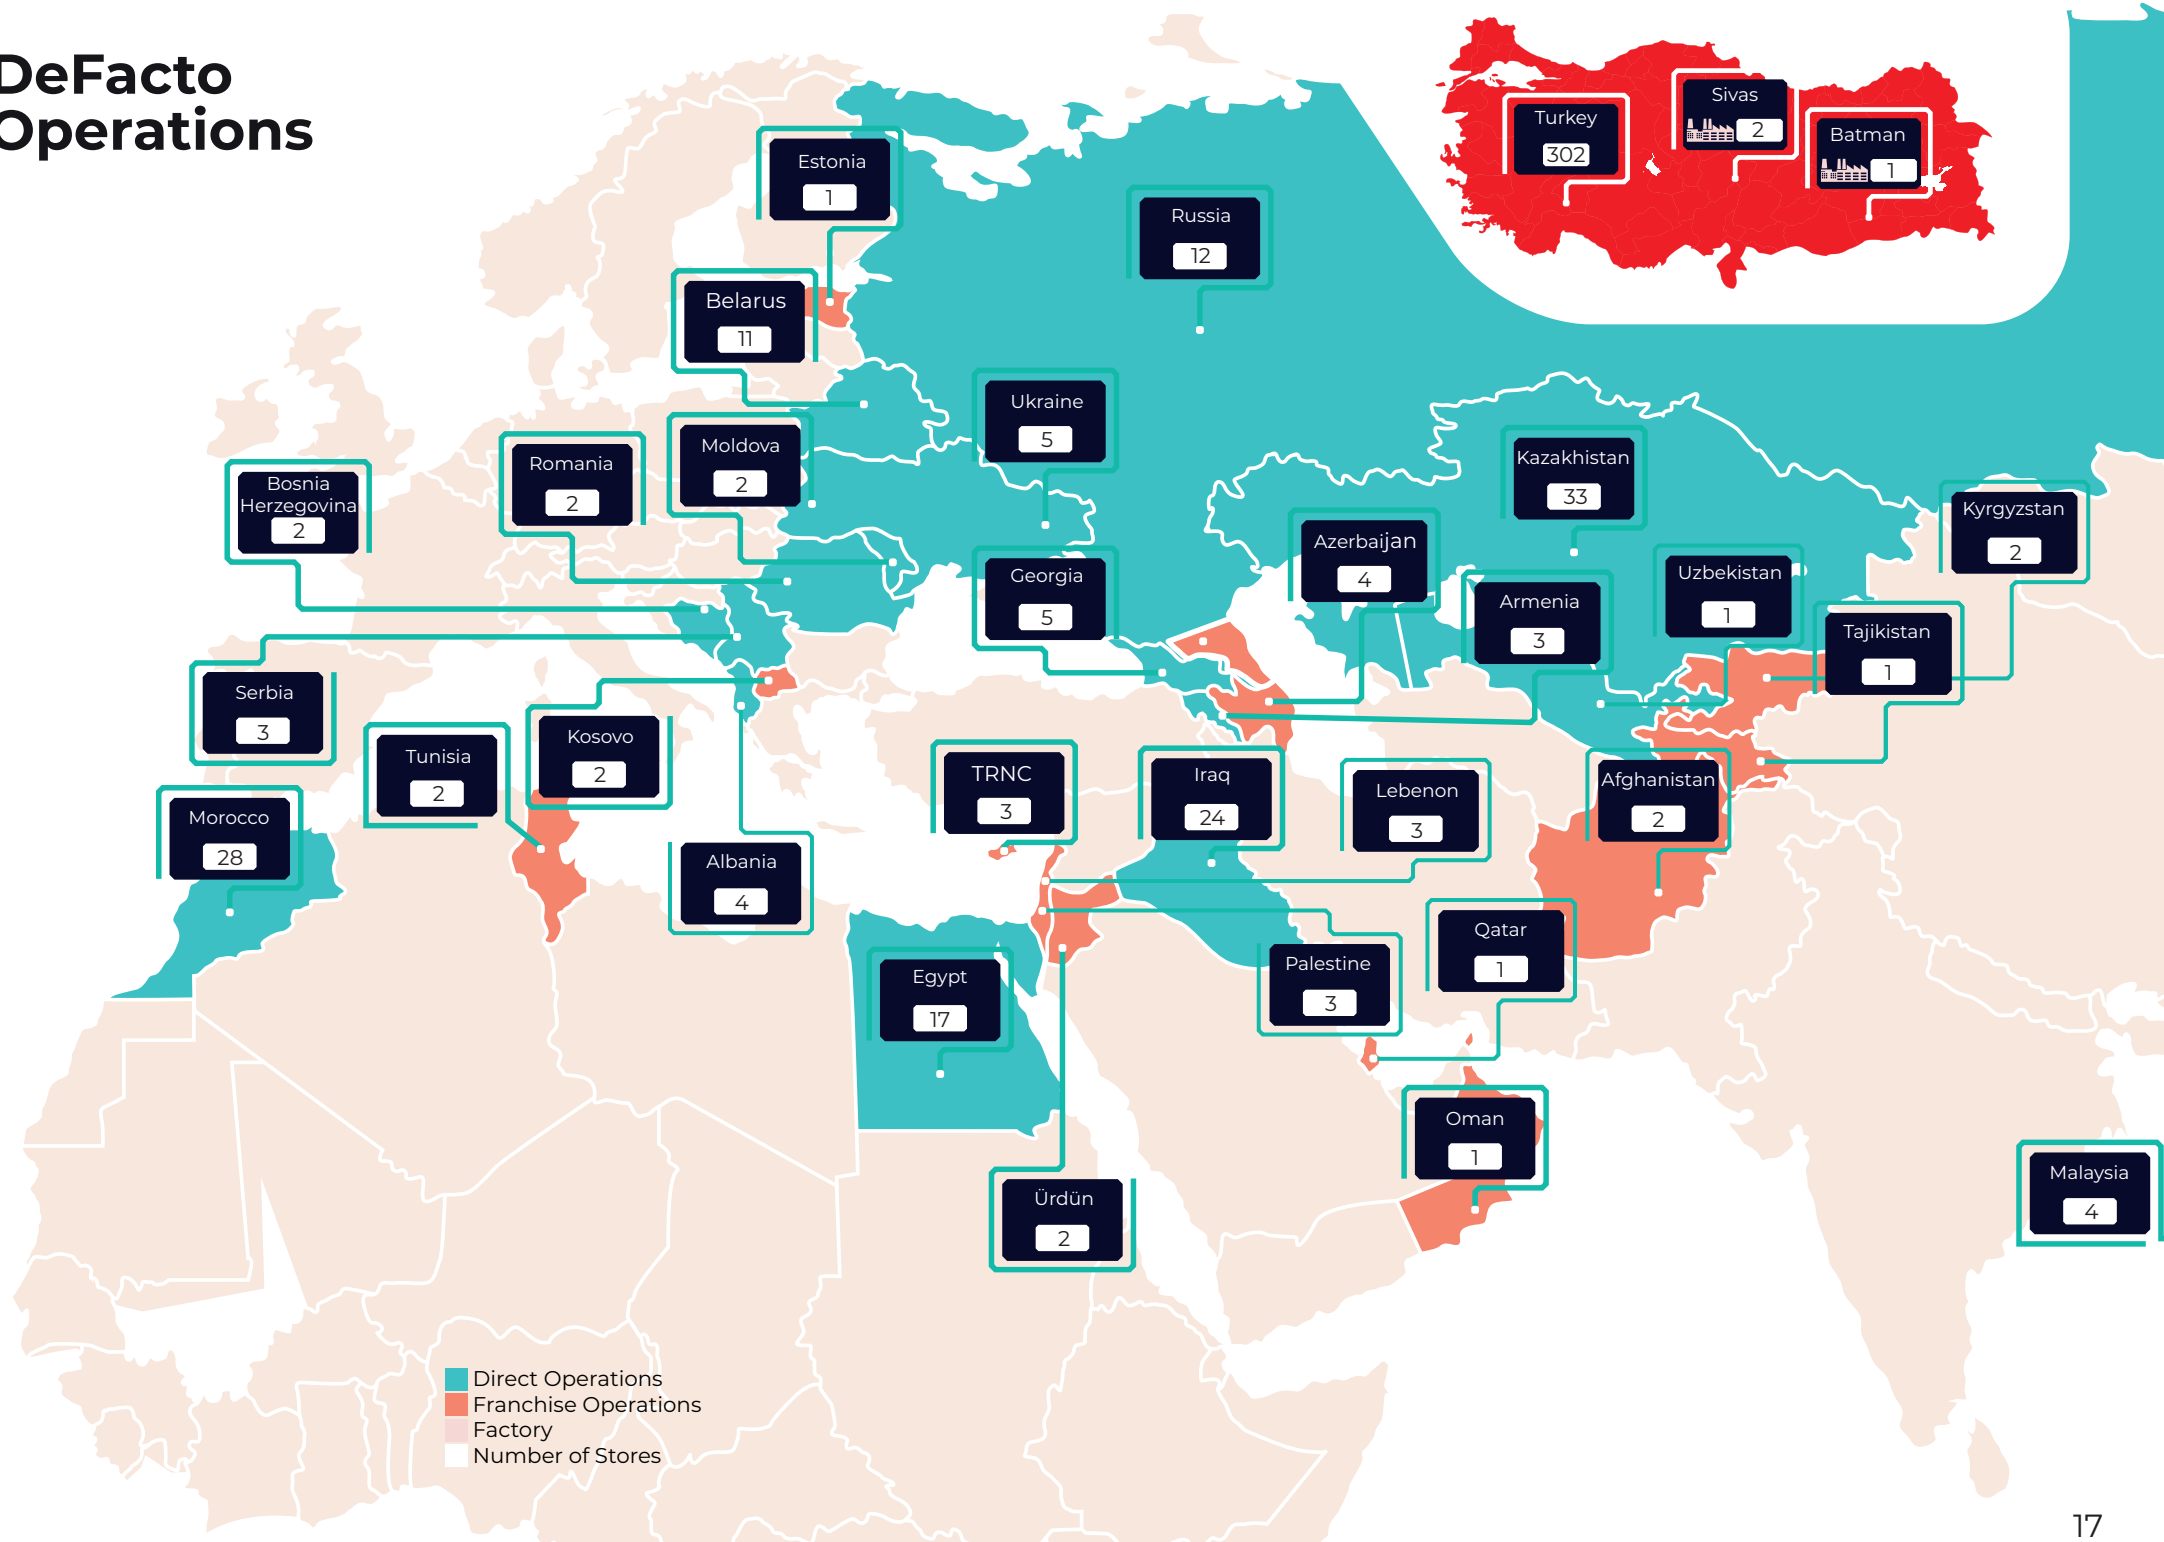 DeFacto
Operations
Turkey
302
Sivas
2
Batman
1
Estonia
1
Russia
12
Belarus
11
Ukraine
5
Moldova
2
Romania
2
Bosnia
Herzegovina
2
Kazakhistan
33
Kyrgyzstan
2
Azerbaijan
4
Georgia
5
Uzbekistan
1
Armenia
3
Tajikistan
1
Serbia
3
Kosovo
2
Tunisia
2
TRNC
3
Iraq
24
Lebenon
3
Afghanistan
2
Morocco
28
Albania
4
Qatar
1
Palestine
3
Egypt
17
Oman
1
Malaysia
4
Ürdün
2
Direct Operations
Franchise Operations
Factory
Number of Stores
17